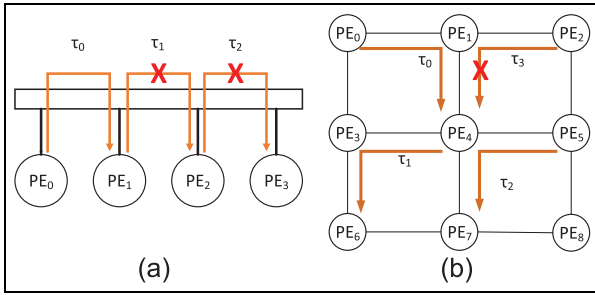 τ₀ τ₁ τ₂
PE₀ PE₁ PE₂ PE₃
(a)
PE₀ PE₁ PE₂
τ₀ X τ₃
PE₃ PE₄ PE₅
τ₁ τ₂
PE₆ PE₇ PE₈
(b)